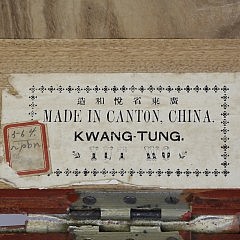 造和悅省東廣
MADE IN CANTON, CHINA.
KWANG-TUNG.